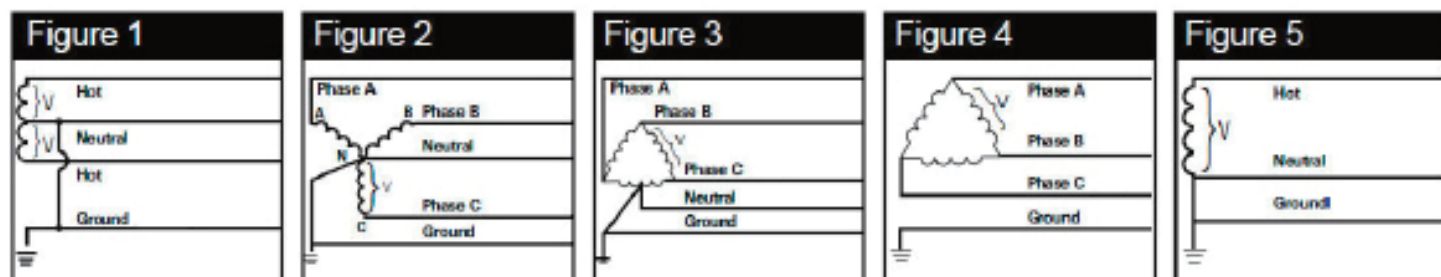 Figure 1
Hot
V
Neutral
V
Hot
Ground
Figure 2
Phase A
A
B Phase B
N
Neutral
V
Phase C
C
Ground
Figure 3
Phase A
Phase B
V
Phase C
Neutral
Ground
Figure 4
V
Phase A
Phase B
Phase C
Ground
Figure 5
Hot
V
Neutral
Ground